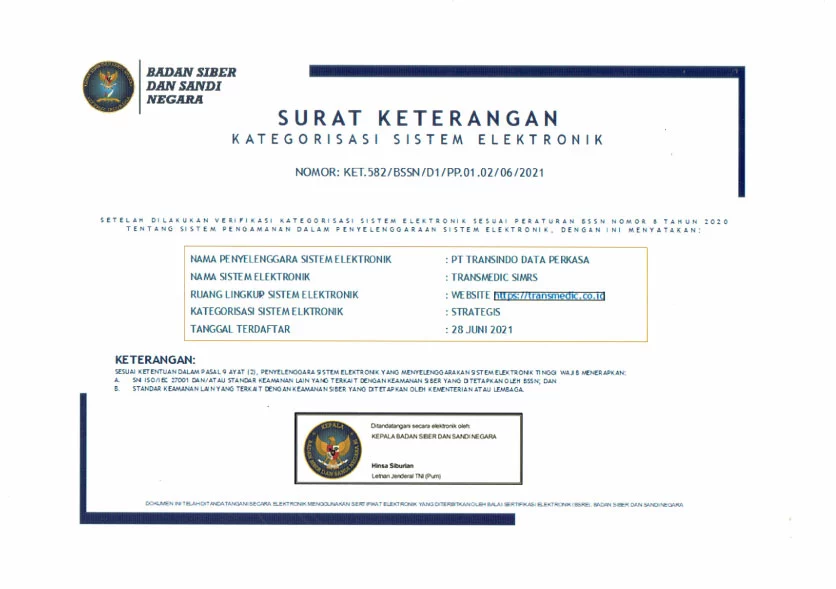 BADAN SIBER
DAN SANDI
NEGARA
SURAT KETERANGAN
KATEGORISASI SISTEM ELEKTRONIK
NOMOR: KET.582/BSSN/D1/PP.01.02/06/2021
SETELAH DILAKUKAN VERIFIKASI KATEGORISASI SISTEM ELEKTRONIK SESUAI PERATURAN BSSN NOMOR 8 TAHUN 2020
TENTANG SISTEM PENGAMANAN DALAM PENYELENGGARAAN SISTEM ELEKTRONIK, DENGAN INI MENYATAKAN:
NAMA PENYELENGGARA SISTEM ELEKTRONIK : PT TRANSINDO DATA PERKASA
NAMA SISTEM ELEKTRONIK : TRANSMEDIC SIMRS
RUANG LINGKUP SISTEM ELEKTRONIK : WEBSITE https://transmedic.co.id
KATEGORISASI SISTEM ELKTRONIK : STRATEGIS
TANGGAL TERDAFTAR : 28 JUNI 2021
KETERANGAN:
SESUAI KETENTUAN DALAM PASAL 9 AYAT (2), PENYELENGGARA SISTEM ELEKTRONIK YANG MENYELENGGARAKAN SISTEM ELEKTRONIK TINGGI WAJIB MENERAPKAN:
A. SNI ISO/IEC 27001 DAN/ATAU STANDAR KEAMANAN LAIN YANG TERKAIT DENGAN KEAMANAN SIBER YANG DITETAPKAN OLEH BSSN; DAN
B. STANDAR KEAMANAN LAIN YANG TERKAIT DENGAN KEAMANAN SIBER YANG DITETAPKAN OLEH KEMENTERIAN ATAU LEMBAGA.
KEPALA
BADAN SIBER DAN SANDI NEGARA RI
Ditandatangani secara elektronik oleh:
KEPALA BADAN SIBER DAN SANDI NEGARA
Hinsa Siburian
Letnan Jenderal TNI (Purn)
DOKUMEN INI TELAH DITANDATANGANI SECARA ELEKTRONIK MENGGUNAKAN SERTIFIKAT ELEKTRONIK YANG DITERBITKAN OLEH BALAI SERTIFIKASI ELEKTRONIK (BSRE), BADAN SIBER DAN SANDI NEGARA